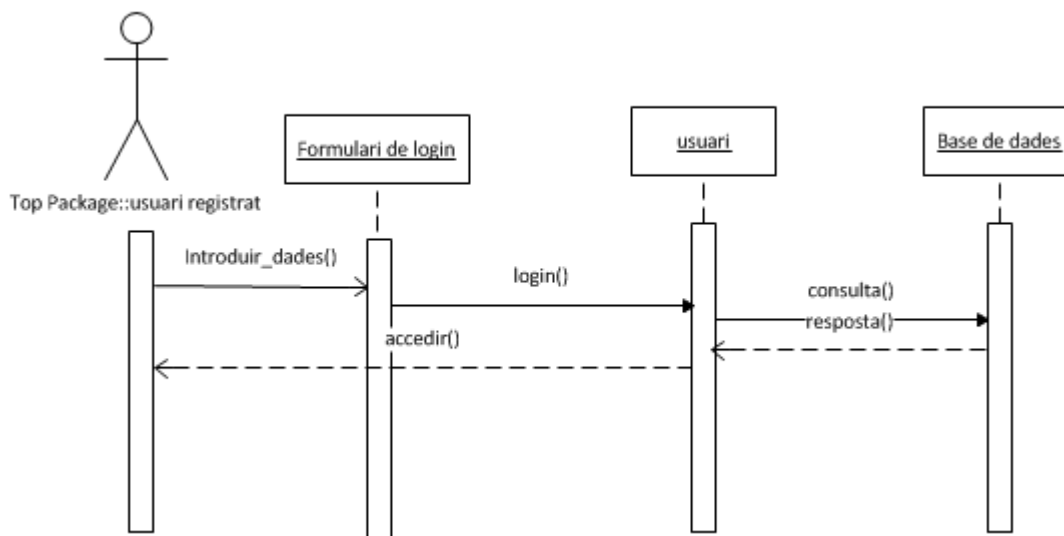 Formulari de login
usuari
Base de dades
Top Package::usuari registrat
Introduir_dades()
login()
consulta()
resposta()
accedir()